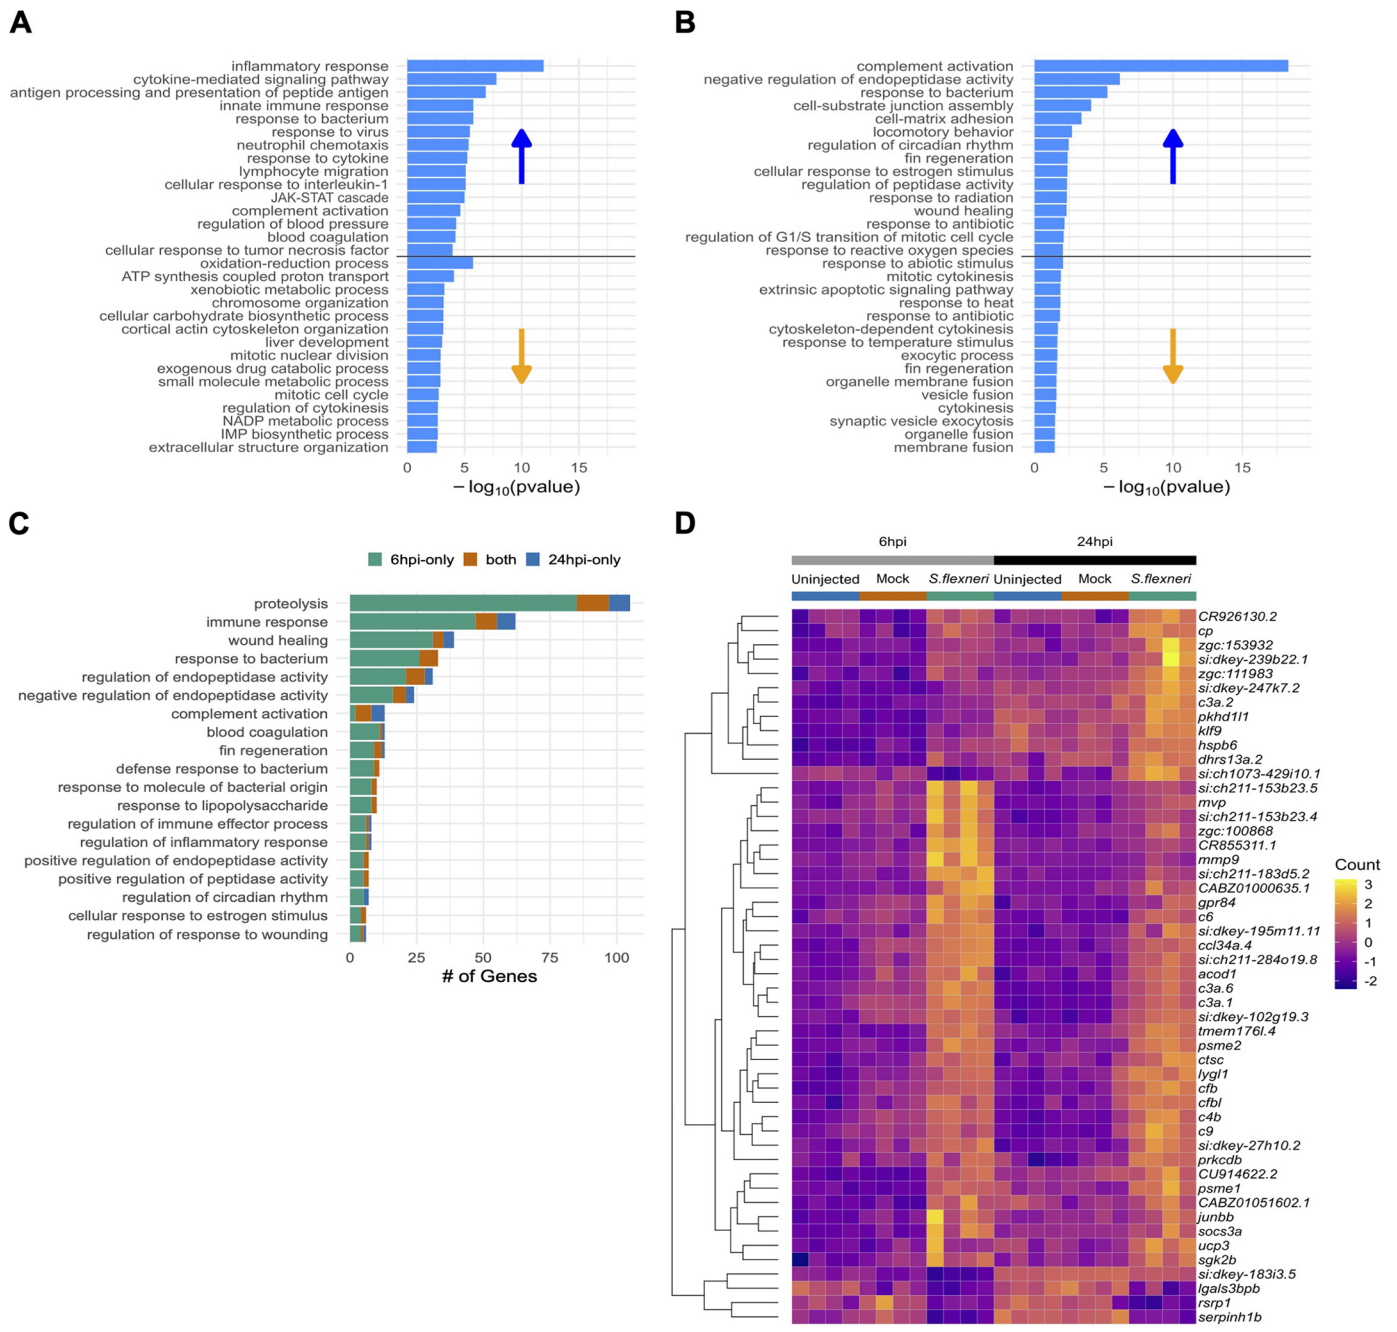 A
inflammatory response
cytokine-mediated signaling pathway
antigen processing and presentation of peptide antigen
innate immune response
response to bacterium
response to virus
neutrophil chemotaxis
response to cytokine
lymphocyte migration
cellular response to interleukin-1
JAK-STAT cascade
complement activation
regulation of blood pressure
blood coagulation
cellular response to tumor necrosis factor
oxidation-reduction process
ATP synthesis coupled proton transport
xenobiotic metabolic process
chromosome organization
cellular carbohydrate biosynthetic process
cortical actin cytoskeleton organization
liver development
mitotic nuclear division
exogenous drug catabolic process
small molecule metabolic process
mitotic cell cycle
regulation of cytokinesis
NADP metabolic process
IMP biosynthetic process
extracellular structure organization
0 5 10 15
−log10(pvalue)
B
complement activation
negative regulation of endopeptidase activity
response to bacterium
cell-substrate junction assembly
cell-matrix adhesion
locomotory behavior
regulation of circadian rhythm
fin regeneration
cellular response to estrogen stimulus
regulation of peptidase activity
response to radiation
wound healing
response to antibiotic
regulation of G1/S transition of mitotic cell cycle
response to reactive oxygen species
response to abiotic stimulus
mitotic cytokinesis
extrinsic apoptotic signaling pathway
response to heat
response to antibiotic
cytoskeleton-dependent cytokinesis
response to temperature stimulus
exocytic process
fin regeneration
organelle membrane fusion
vesicle fusion
cytokinesis
synaptic vesicle exocytosis
organelle fusion
membrane fusion
0 5 10 15
−log10(pvalue)
C
6hpi-only both 24hpi-only
proteolysis
immune response
wound healing
response to bacterium
regulation of endopeptidase activity
negative regulation of endopeptidase activity
complement activation
blood coagulation
fin regeneration
defense response to bacterium
response to molecule of bacterial origin
response to lipopolysaccharide
regulation of immune effector process
regulation of inflammatory response
positive regulation of endopeptidase activity
positive regulation of peptidase activity
regulation of circadian rhythm
cellular response to estrogen stimulus
regulation of response to wounding
0 25 50 75 100
# of Genes
D
6hpi 24hpi
Uninjected Mock S.flexneri Uninjected Mock S.flexneri
CR926130.2
cp
zgc:153932
si:dkey-239b22.1
zgc:111983
si:dkey-247k7.2
c3a.2
pkhd1l1
klf9
hspb6
dhrs13a.2
si:ch1073-429i10.1
si:ch211-153b23.5
mvp
si:ch211-153b23.4
zgc:100868
CR855311.1
mmp9
si:ch211-183d5.2
CABZ01000635.1
gpr84
c6
si:dkey-195m11.11
ccl34a.4
si:ch211-284o19.8
acod1
c3a.6
c3a.1
si:dkey-102g19.3
tmem176l.4
psme2
ctsc
lygl1
cfb
cfbl
c4b
c9
si:dkey-27h10.2
prkcdb
CU914622.2
psme1
CABZ01051602.1
junbb
socs3a
ucp3
sgk2b
si:dkey-183i3.5
lgals3bpb
rsrp1
serpinh1b
Count
3
2
1
0
-1
-2